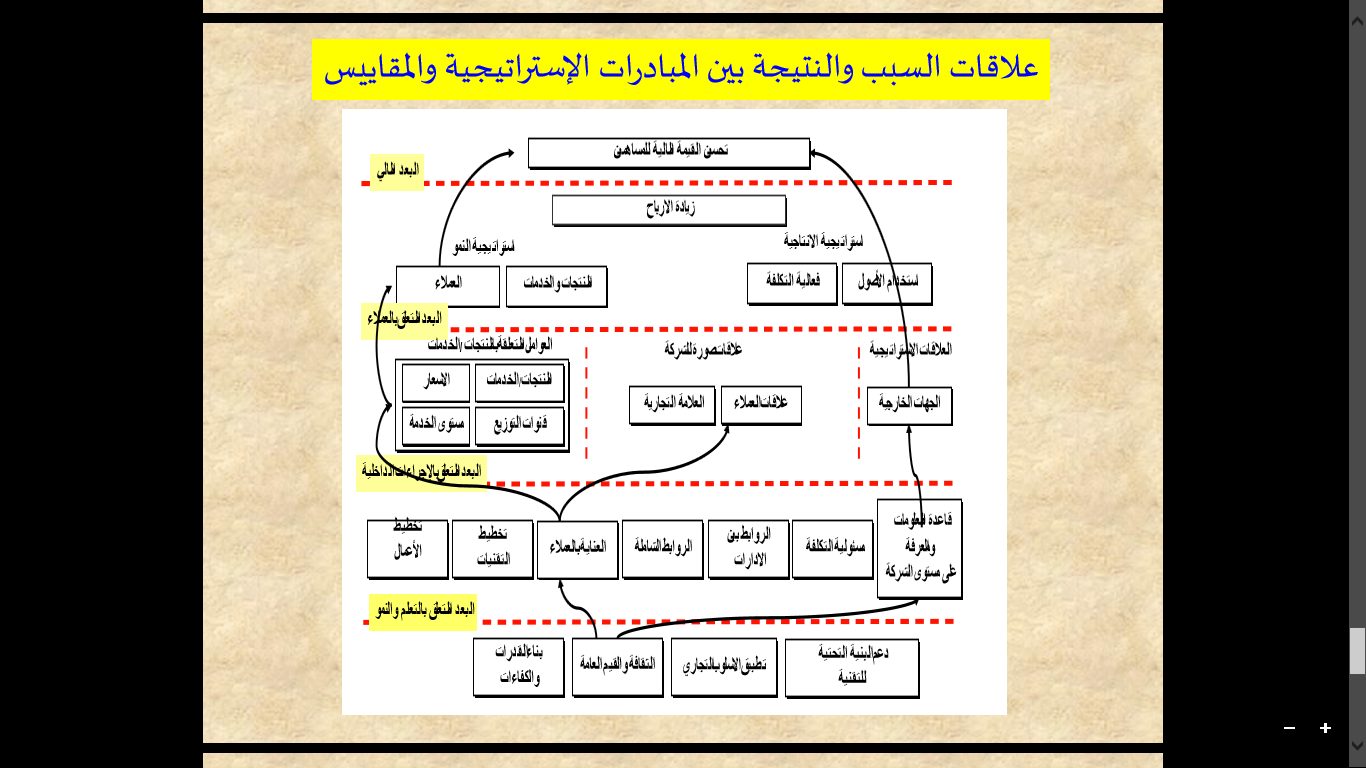 علاقات السبب والنتيجة بين المبادرات الإستراتيجية والمقاييس
تحسين القيمة المالية للمساهمين
البعد المالي
زيادة الارباح
استراتيجية الانتاجية
استراتيجية النمو
استخدام الأصول
فعالية التكلفة
المنتجات والخدمات
العملاء
البعد المتعلق بالعملاء
العلاقات الاستراتيجية
علاقات صورة للشركة
العوامل المتعلقة بالمنتجات /الخدمات
الجهات الخارجية
علاقات العملاء
العلامة التجارية
المنتجات/الخدمات
الاسعار
قنوات التوزيع
مستوى الخدمة
البعد المتعلق بالاجراءات الداخلية
قاعدة المعلومات
والمعرفة
على مستوى الشركة
مسئولية التكلفة
الروابط بين
الادارات
الروابط الشاملة
العناية بالعملاء
تخطيط
التقنيات
تخطيط
الأعمال
البعد المتعلق بالتعلم والنمو
دعم البنية التحتية
للتقنية
تطبيق الاسلوب التجاري
الثقافة والقيم العامة
بناء القدرات
والكفاءات